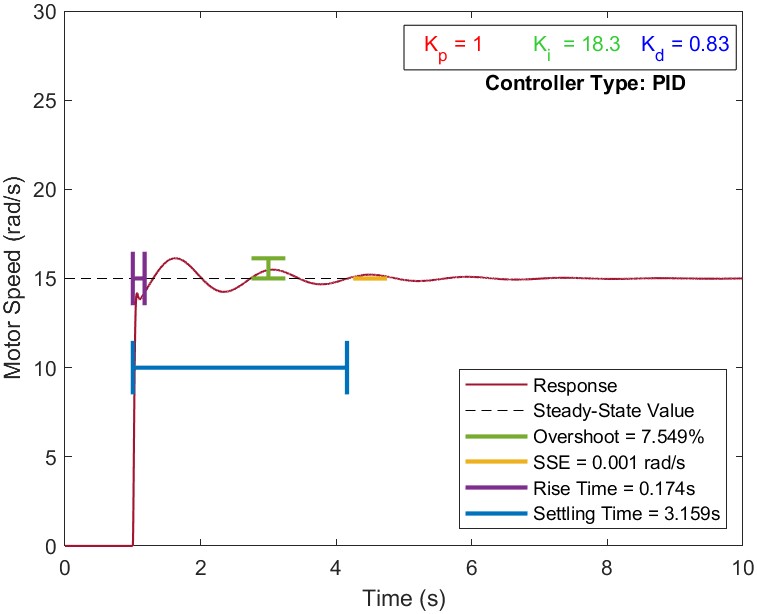 30
25
20
15
10
5
0
Motor Speed (rad/s)
0 2 4 6 8 10
Time (s)
Kp = 1 Ki = 18.3 Kd = 0.83
Controller Type: PID
Response
Steady-State Value
Overshoot = 7.549%
SSE = 0.001 rad/s
Rise Time = 0.174s
Settling Time = 3.159s